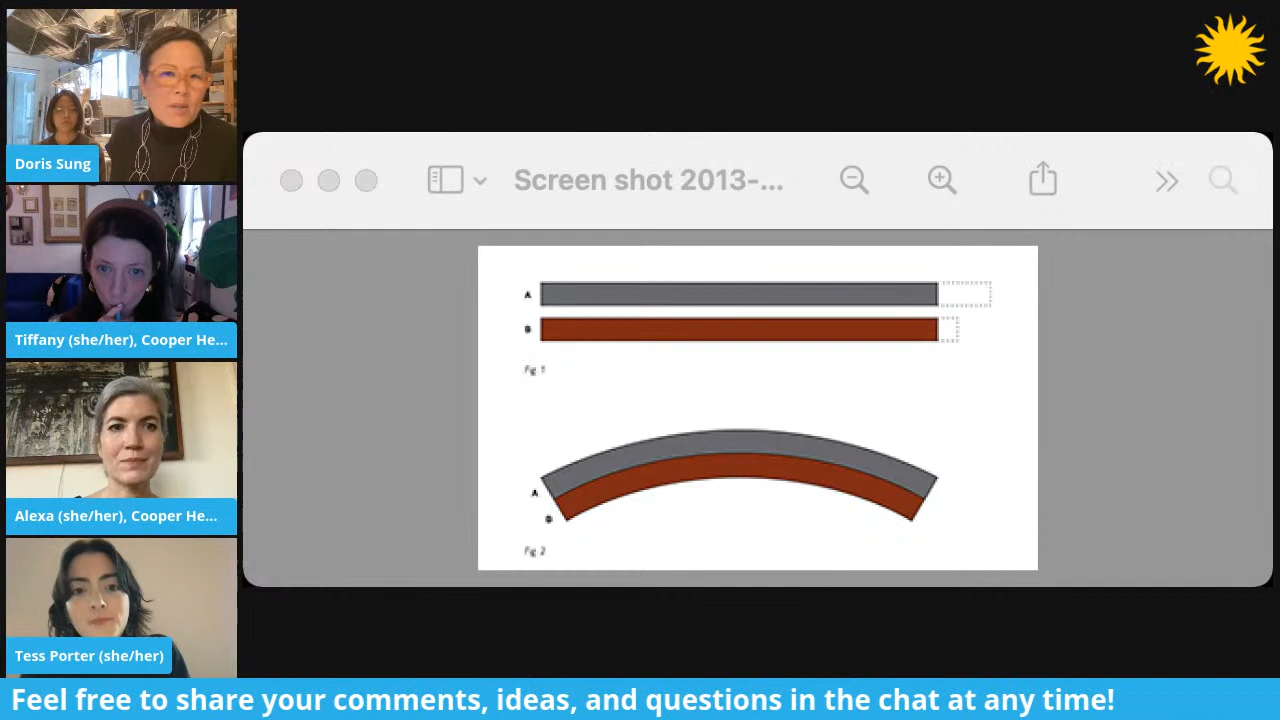 Doris Sung
Tiffany (she/her), Cooper He...
Alexa (she/her), Cooper He...
Tess Porter (she/her)
Screen shot 2013-...
A
B
fig 1
A
B
fig 2
Feel free to share your comments, ideas, and questions in the chat at any time!